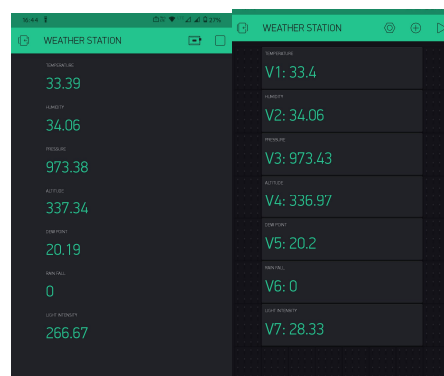 16:44
27%
WEATHER STATION
TEMPERATURE
33.39
HUMIDITY
34.06
PRESSURE
973.38
ALTITUDE
337.34
DEW POINT
20.19
RAIN FALL
0
LIGHT INTENSITY
266.67
WEATHER STATION
TEMPERATURE
V1: 33.4
HUMIDITY
V2: 34.06
PRESSURE
V3: 973.43
ALTITUDE
V4: 336.97
DEW POINT
V5: 20.2
RAIN FALL
V6: 0
LIGHT INTENSITY
V7: 28.33